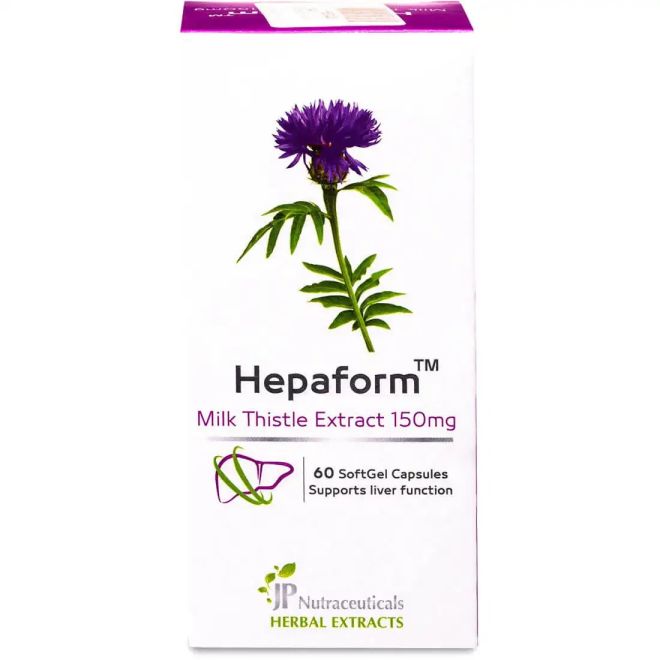 Hepaform™
Milk Thistle Extract 150mg
60 SoftGel Capsules
Supports liver function
JP Nutraceuticals
HERBAL EXTRACTS